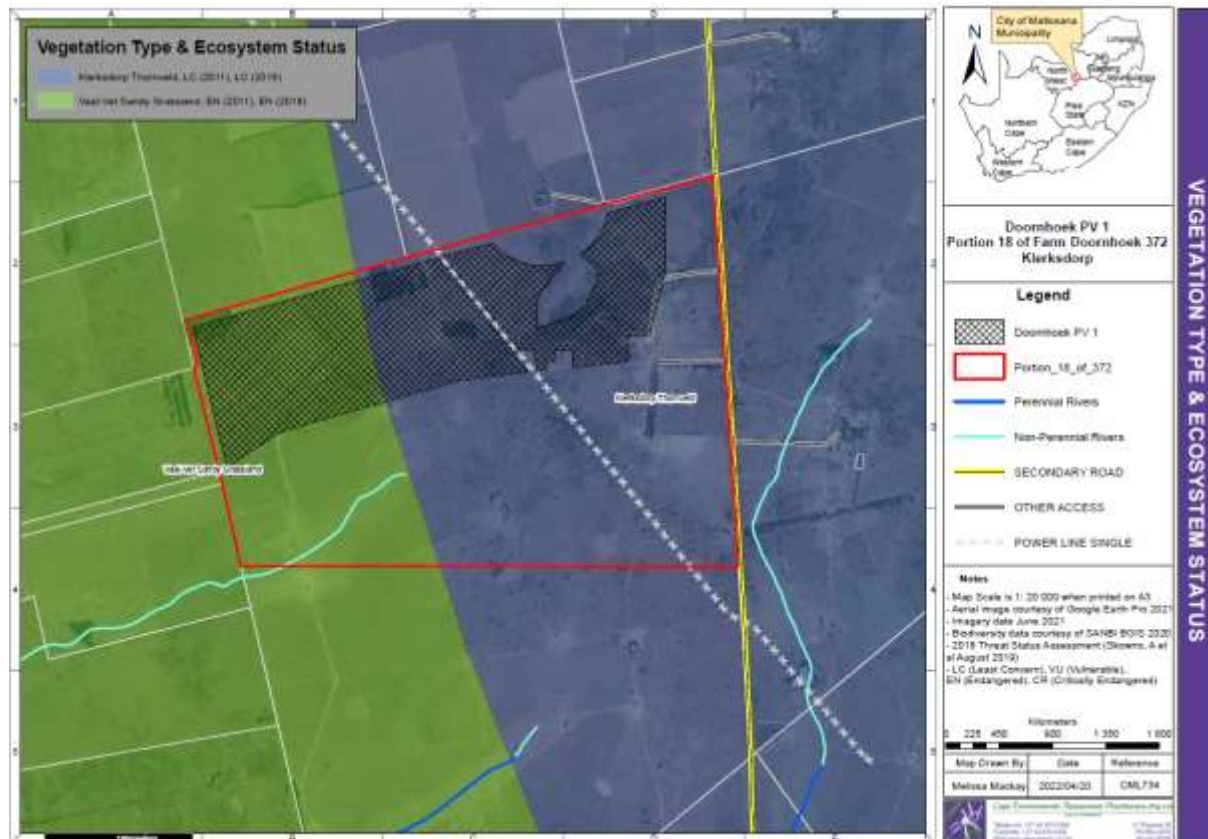 A B C D E
Vegetation Type & Ecosystem Status
Klerksdorp Thornveld, LC (2011), LC (2018)
Vaal-Vet Sandy Grassland, EN (2011), EN (2018)
1
2
3
4
5
1
2
3
4
5
Klerksdorp Thornveld
Vaal-Vet Sandy Grassland
B C D E
N
City of Matlosana
Municipality
Limpopo
North
West
Gauteng
Mpumalanga
Free
State
KZN
Northern
Cape
Eastern
Cape
Western
Cape
Doornhoek PV 1
Portion 18 of Farm Doornhoek 372
Klerksdorp
Legend
Doornhoek PV 1
Portion_18_of_372
Perennial Rivers
Non-Perennial Rivers
SECONDARY ROAD
OTHER ACCESS
POWER LINE SINGLE
Notes
- Map Scale is 1: 20 000 when printed on A3
- Aerial image courtesy of Google Earth Pro 2021
- Imagery date June 2021
- Biodiversity data courtesy of SANBI BGIS 2020
- 2018 Threat Status Assessment (Skowno, A et
al August 2019)
- LC (Least Concern), VU (Vulnerable),
EN (Endangered), CR (Critically Endangered)
Kilometers
0 225 450 900 1 350 1 800
Map Drawn By Date Reference
Melissa Mackay 2022/04/20 CML734
VEGETATION TYPE & ECOSYSTEM STATUS